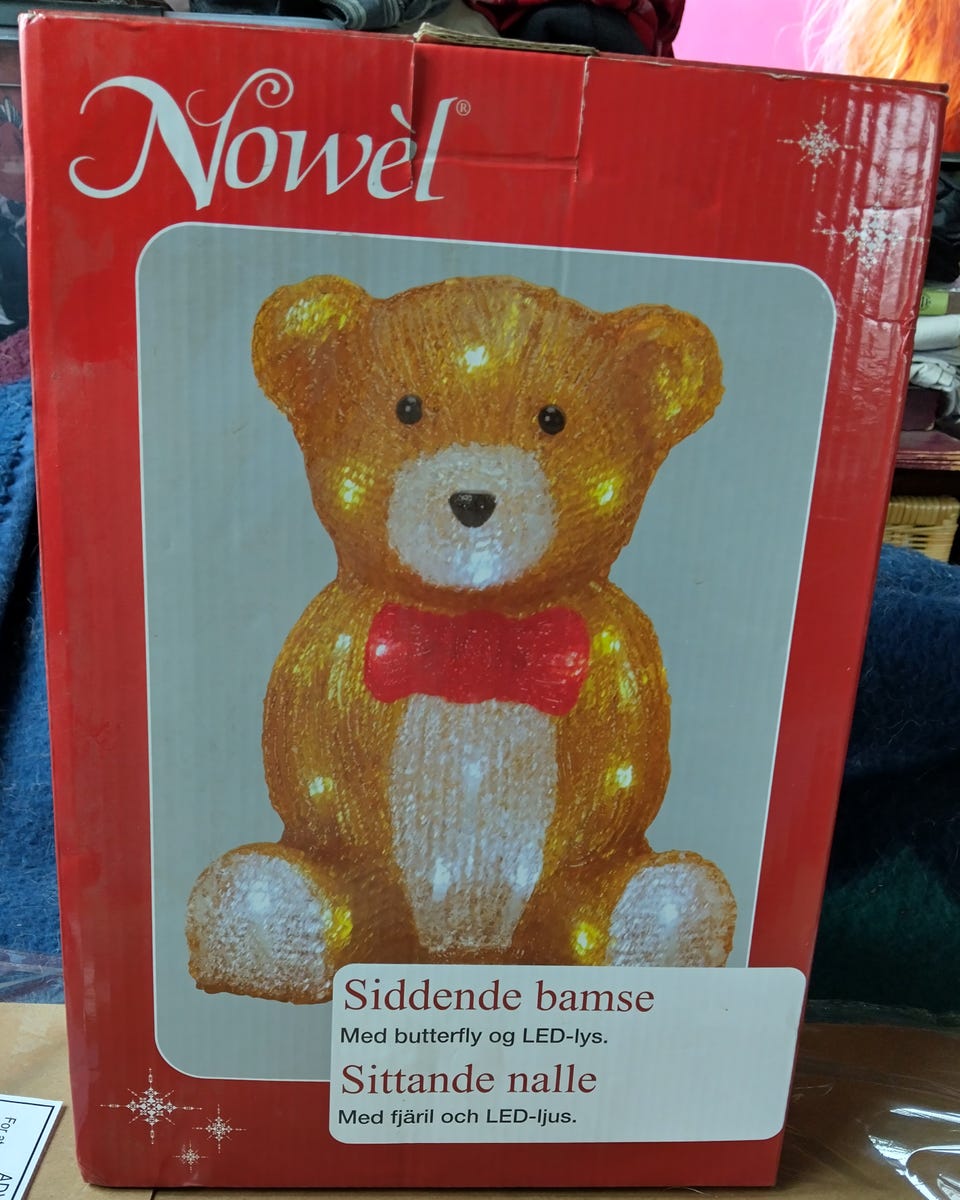 Nowèl®
Siddende bamse
Med butterfly og LED-lys.
Sittande nalle
Med fjäril och LED-ljus.